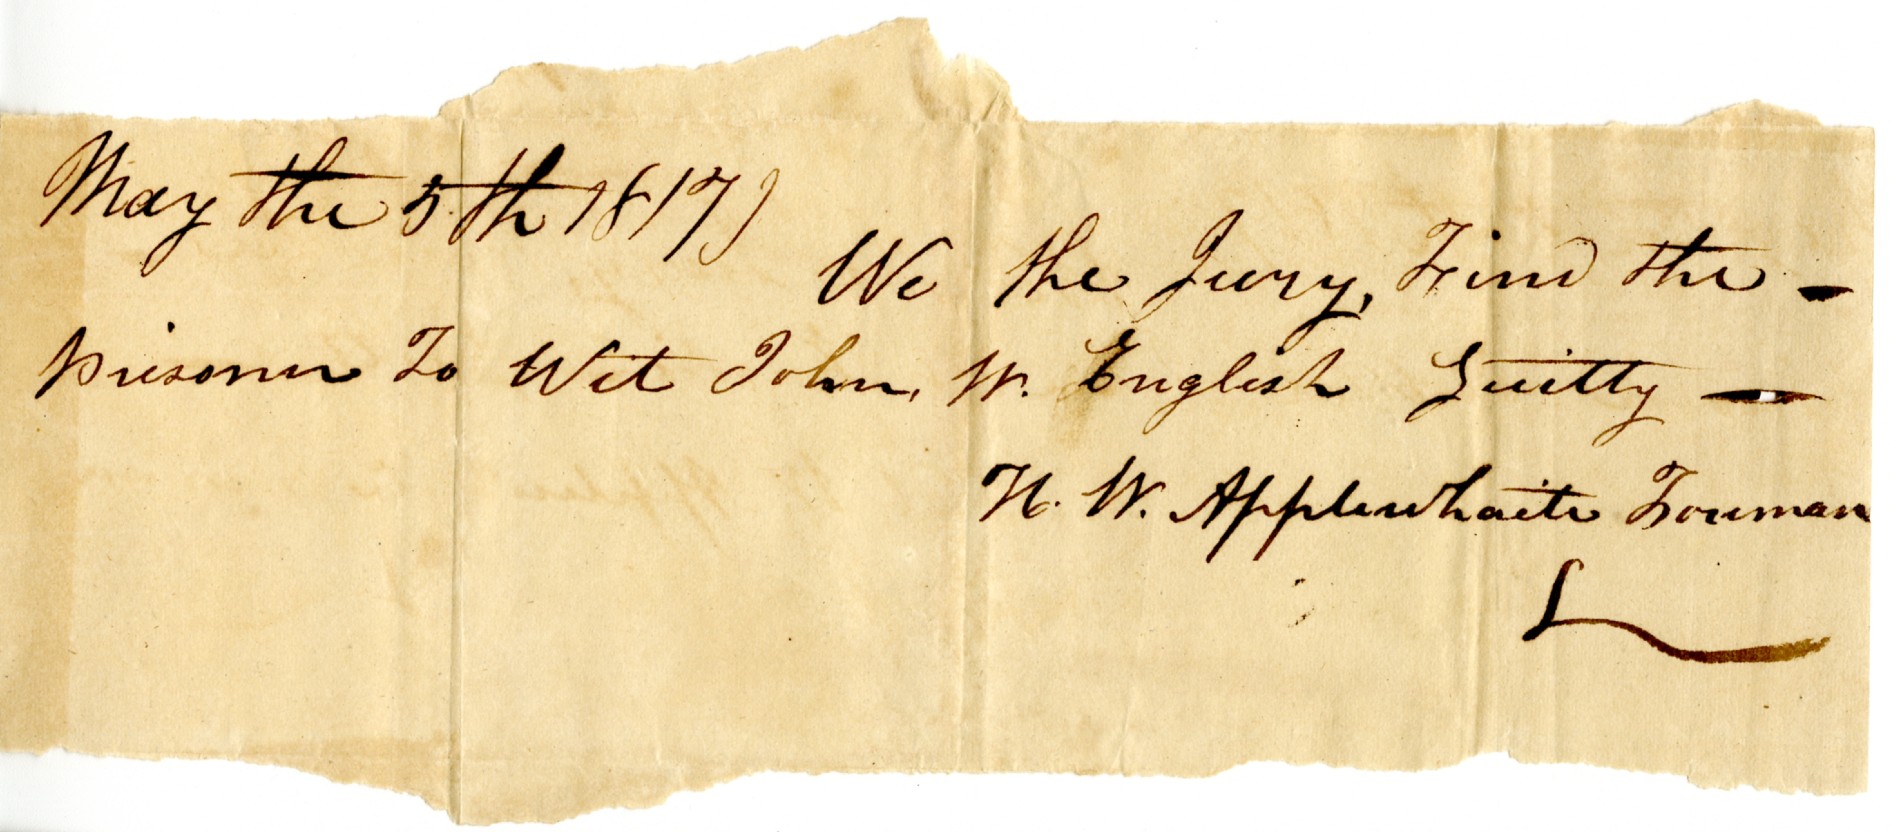 May the 5th 1817)
We the Jury, Find the —
prisoner To Wit John, W. English Guilty —
H. W. Applewhaite Forman